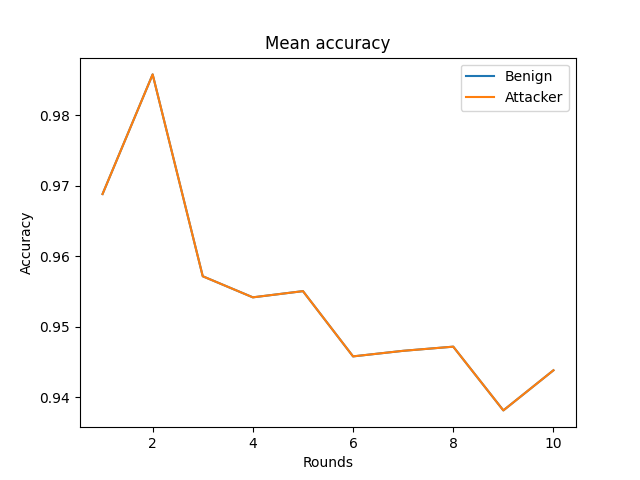 Mean accuracy
Benign
Attacker
0.98
0.97
0.96
0.95
0.94
Accuracy
2 4 6 8 10
Rounds